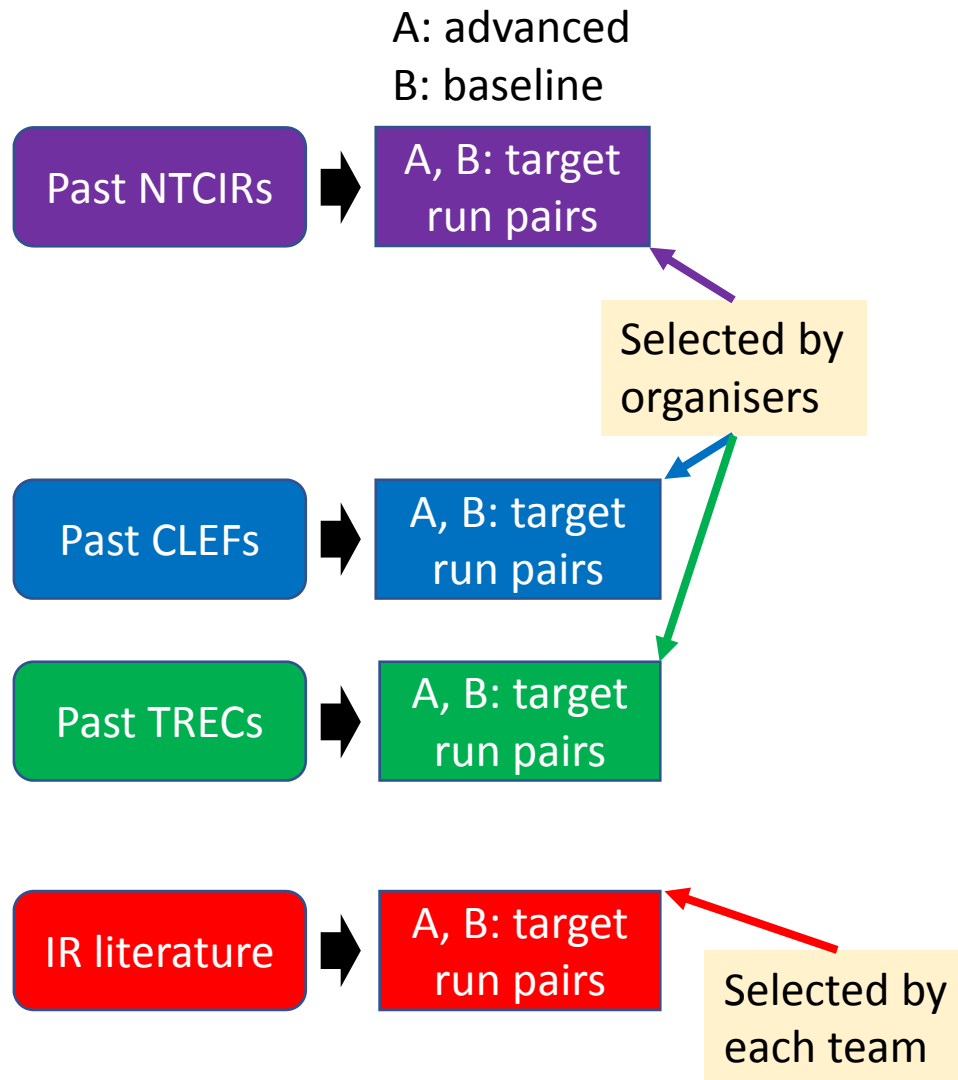 A: advanced
B: baseline
Past NTCIRs
A, B: target
run pairs
Selected by
organisers
Past CLEFs
A, B: target
run pairs
Past TRECs
A, B: target
run pairs
IR literature
A, B: target
run pairs
Selected by
each team